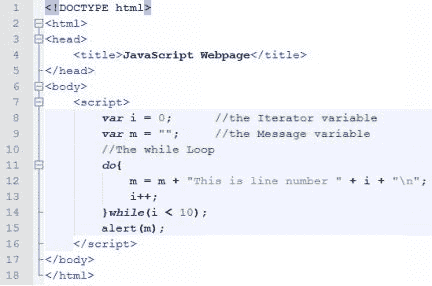 1 <!DOCTYPE html>
2 <html>
3 <head>
4 <title>JavaScript Webpage</title>
5 </head>
6 <body>
7 <script>
8 var i = 0; //the Iterator variable
9 var m = ""; //the Message variable
10 //The while Loop
11 do{
12 m = m + "This is line number " + i + "\n";
13 i++;
14 }while(i < 10);
15 alert(m);
16 </script>
17 </body>
18 </html>